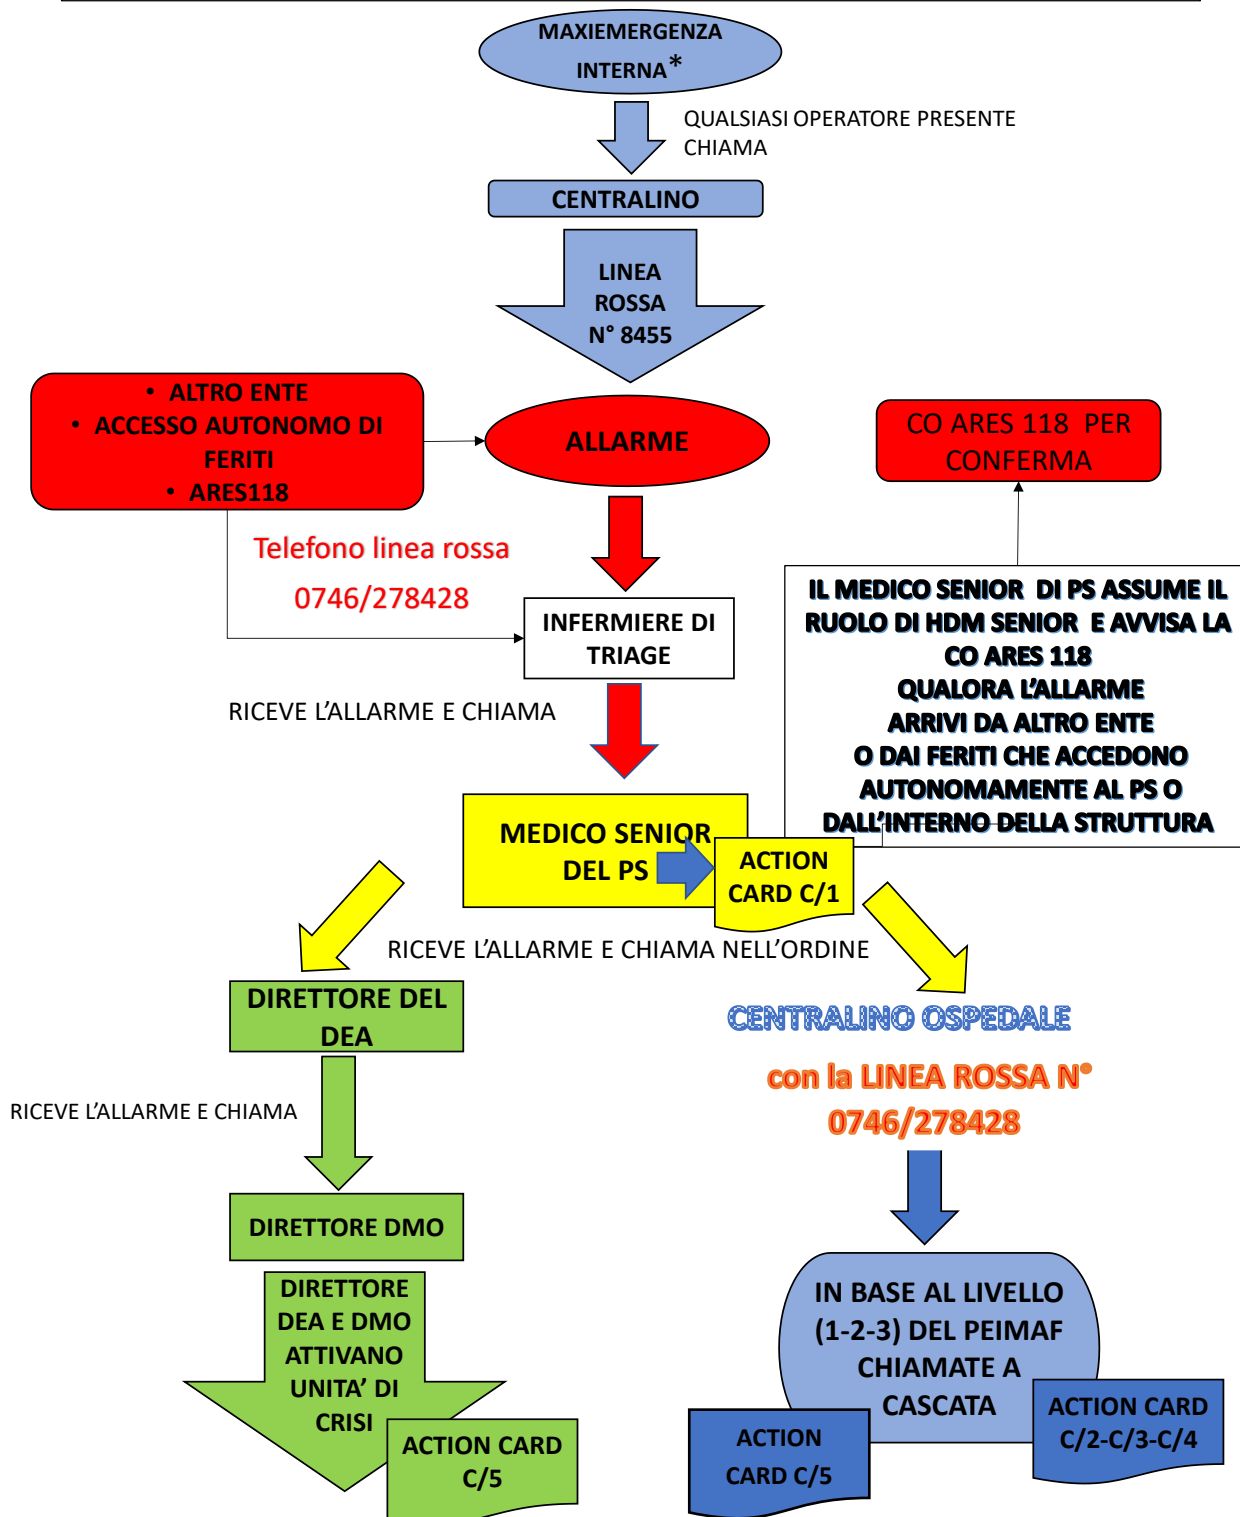 MAXIEMERGENZA
INTERNA*
QUALSIASI OPERATORE PRESENTE
CHIAMA
CENTRALINO
LINEA
ROSSA
N° 8455
• ALTRO ENTE
• ACCESSO AUTONOMO DI
FERITI
• ARES118
ALLARME
CO ARES 118 PER
CONFERMA
Telefono linea rossa
0746/278428
INFERMIERE DI
TRIAGE
IL MEDICO SENIOR DI PS ASSUME IL
RUOLO DI HDM SENIOR E AVVISA LA
CO ARES 118
QUALORA L'ALLARME
ARRIVI DA ALTRO ENTE
O DAI FERITI CHE ACCEDONO
AUTONOMAMENTE AL PS O
DALL'INTERNO DELLA STRUTTURA
RICEVE L'ALLARME E CHIAMA
MEDICO SENIOR
DEL PS
ACTION
CARD C/1
RICEVE L'ALLARME E CHIAMA NELL'ORDINE
DIRETTORE DEL
DEA
CENTRALINO OSPEDALE
con la LINEA ROSSA N°
0746/278428
RICEVE L'ALLARME E CHIAMA
DIRETTORE DMO
DIRETTORE
DEA E DMO
ATTIVANO
UNITA' DI
CRISI
ACTION CARD
C/5
IN BASE AL LIVELLO
(1-2-3) DEL PEIMAF
CHIAMATE A
CASCATA
ACTION
CARD C/5
ACTION CARD
C/2-C/3-C/4